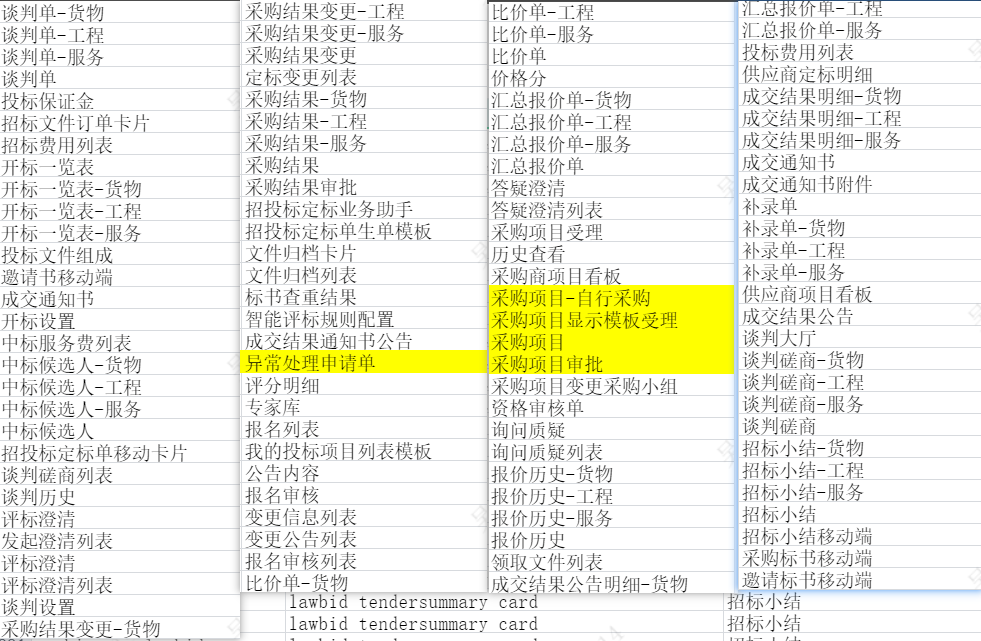 谈判单-货物
谈判单-工程
谈判单-服务
谈判单
投标保证金
招标文件订单卡片
招标费用列表
开标一览表
开标一览表-货物
开标一览表-工程
开标一览表-服务
投标文件组成
邀请书移动端
成交通知书
开标设置
中标服务费列表
中标候选人-货物
中标候选人-工程
中标候选人-服务
中标候选人
招投标定标单移动卡片
谈判磋商列表
谈判历史
评标澄清
发起澄清列表
评标澄清
评标澄清列表
谈判设置
采购结果变更-货物
采购结果变更-工程
采购结果变更-服务
采购结果变更
定标变更列表
采购结果-货物
采购结果-工程
采购结果-服务
采购结果
采购结果审批
招投标定标业务助手
招投标定标单生单模板
文件归档卡片
文件归档列表
标书查重结果
智能评标规则配置
成交结果通知书公告
异常处理申请单
评分明细
专家库
报名列表
我的投标项目列表模板
公告内容
报名审核
变更信息列表
变更公告列表
报名审核列表
比价单-货物
比价单-工程
比价单-服务
比价单
价格分
汇总报价单-货物
汇总报价单-工程
汇总报价单-服务
汇总报价单
答疑澄清
答疑澄清列表
采购项目受理
历史查看
采购商项目看板
采购项目-自行采购
采购项目显示模板受理
采购项目
采购项目审批
采购项目变更采购小组
资格审核单
询问质疑
询问质疑列表
报价历史-货物
报价历史-工程
报价历史-服务
报价历史
领取文件列表
成交结果公告明细-货物
汇总报价单-工程
汇总报价单-服务
投标费用列表
供应商定标明细
成交结果明细-货物
成交结果明细-工程
成交结果明细-服务
成交通知书
成交通知书附件
补录单
补录单-货物
补录单-工程
补录单-服务
供应商项目看板
成交结果公告
谈判大厅
谈判磋商-货物
谈判磋商-工程
谈判磋商-服务
谈判磋商
招标小结-货物
招标小结-工程
招标小结-服务
招标小结
招标小结移动端
采购标书移动端
邀请标书移动端
lawbid tendersummary card 招标小结
lawbid tendersummary card 招标小结